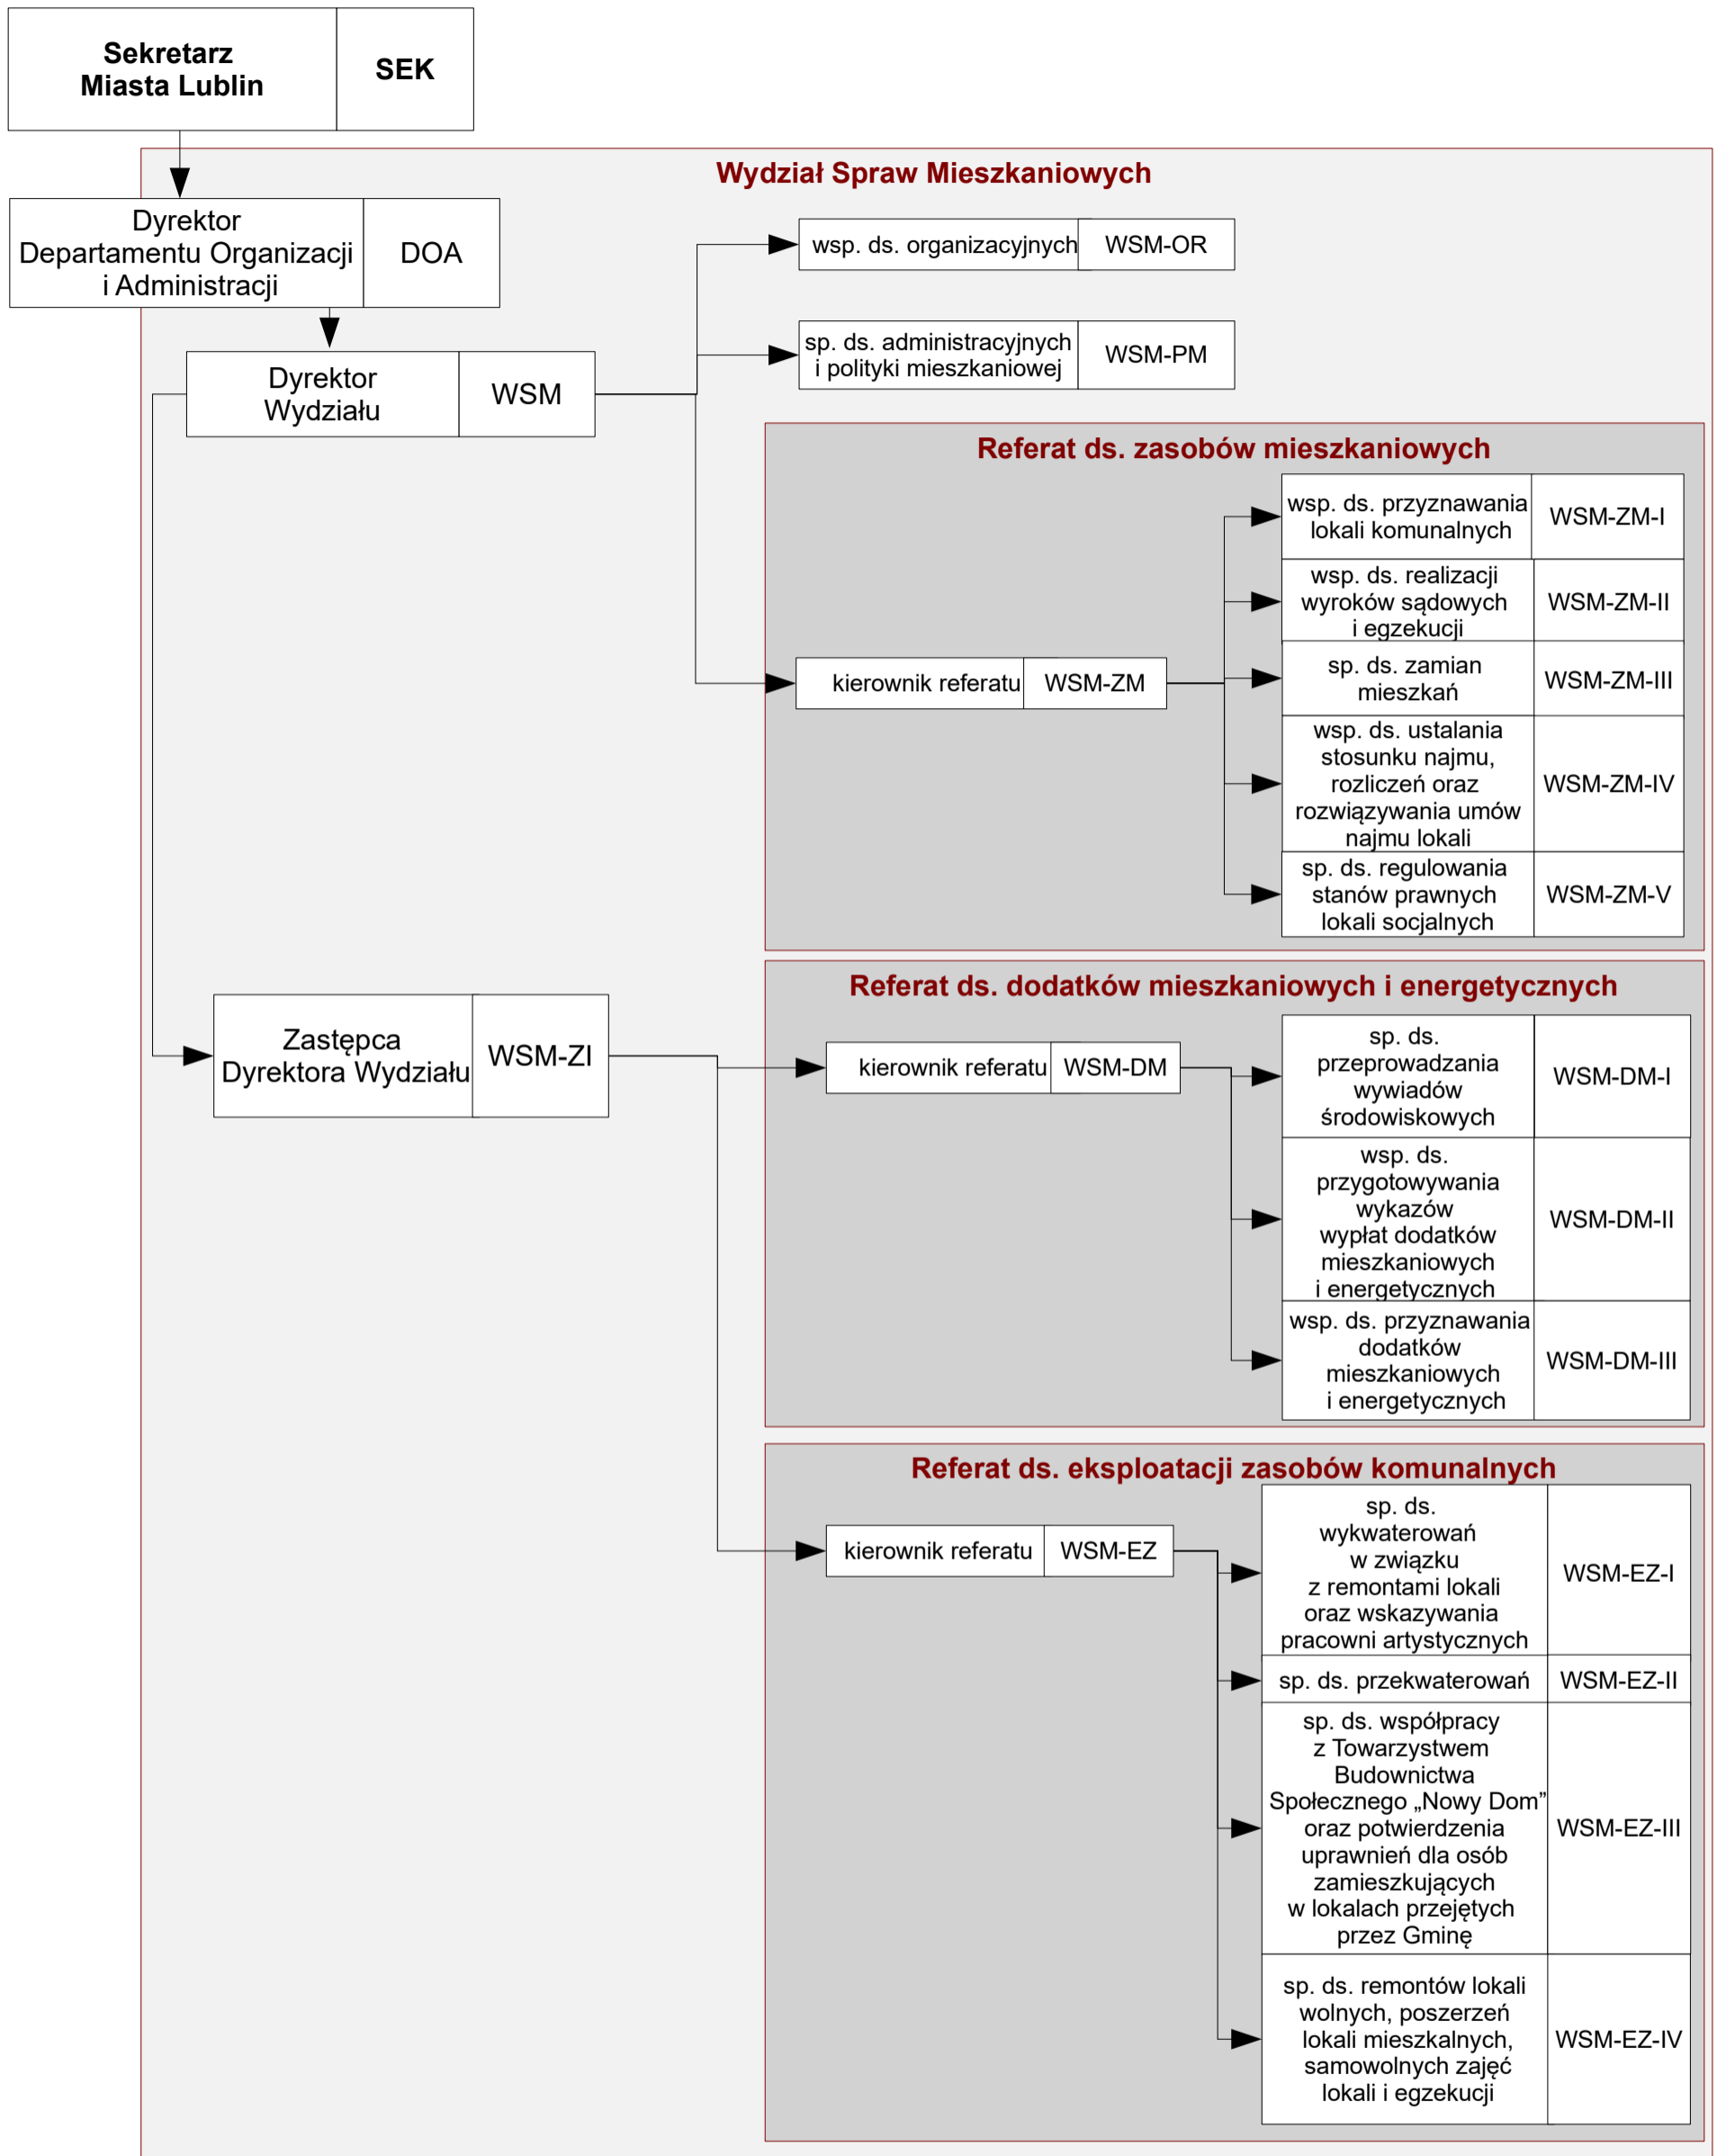 Sekretarz
Miasta Lublin
SEK
Wydział Spraw Mieszkaniowych
Dyrektor
Departamentu Organizacji
i Administracji
DOA
wsp. ds. organizacyjnych
WSM-OR
sp. ds. administracyjnych
i polityki mieszkaniowej
WSM-PM
Dyrektor
Wydziału
WSM
Referat ds. zasobów mieszkaniowych
wsp. ds. przyznawania
lokali komunalnych
WSM-ZM-I
wsp. ds. realizacji
wyroków sądowych
i egzekucji
WSM-ZM-II
kierownik referatu
WSM-ZM
sp. ds. zamian
mieszkań
WSM-ZM-III
wsp. ds. ustalania
stosunku najmu,
rozliczeń oraz
rozwiązywania umów
najmu lokali
WSM-ZM-IV
sp. ds. regulowania
stanów prawnych
lokali socjalnych
WSM-ZM-V
Referat ds. dodatków mieszkaniowych i energetycznych
Zastępca
Dyrektora Wydziału
WSM-ZI
kierownik referatu
WSM-DM
sp. ds.
przeprowadzania
wywiadów
środowiskowych
WSM-DM-I
wsp. ds.
przygotowywania
wykazów
wypłat dodatków
mieszkaniowych
i energetycznych
WSM-DM-II
wsp. ds. przyznawania
dodatków
mieszkaniowych
i energetycznych
WSM-DM-III
Referat ds. eksploatacji zasobów komunalnych
kierownik referatu
WSM-EZ
sp. ds.
wykwaterowań
w związku
z remontami lokali
oraz wskazywania
pracowni artystycznych
WSM-EZ-I
sp. ds. przekwaterowań
WSM-EZ-II
sp. ds. współpracy
z Towarzystwem
Budownictwa
Społecznego „Nowy Dom”
oraz potwierdzenia
uprawnień dla osób
zamieszkujących
w lokalach przejętych
przez Gminę
WSM-EZ-III
sp. ds. remontów lokali
wolnych, poszerzeń
lokali mieszkalnych,
samowolnych zajęć
lokali i egzekucji
WSM-EZ-IV